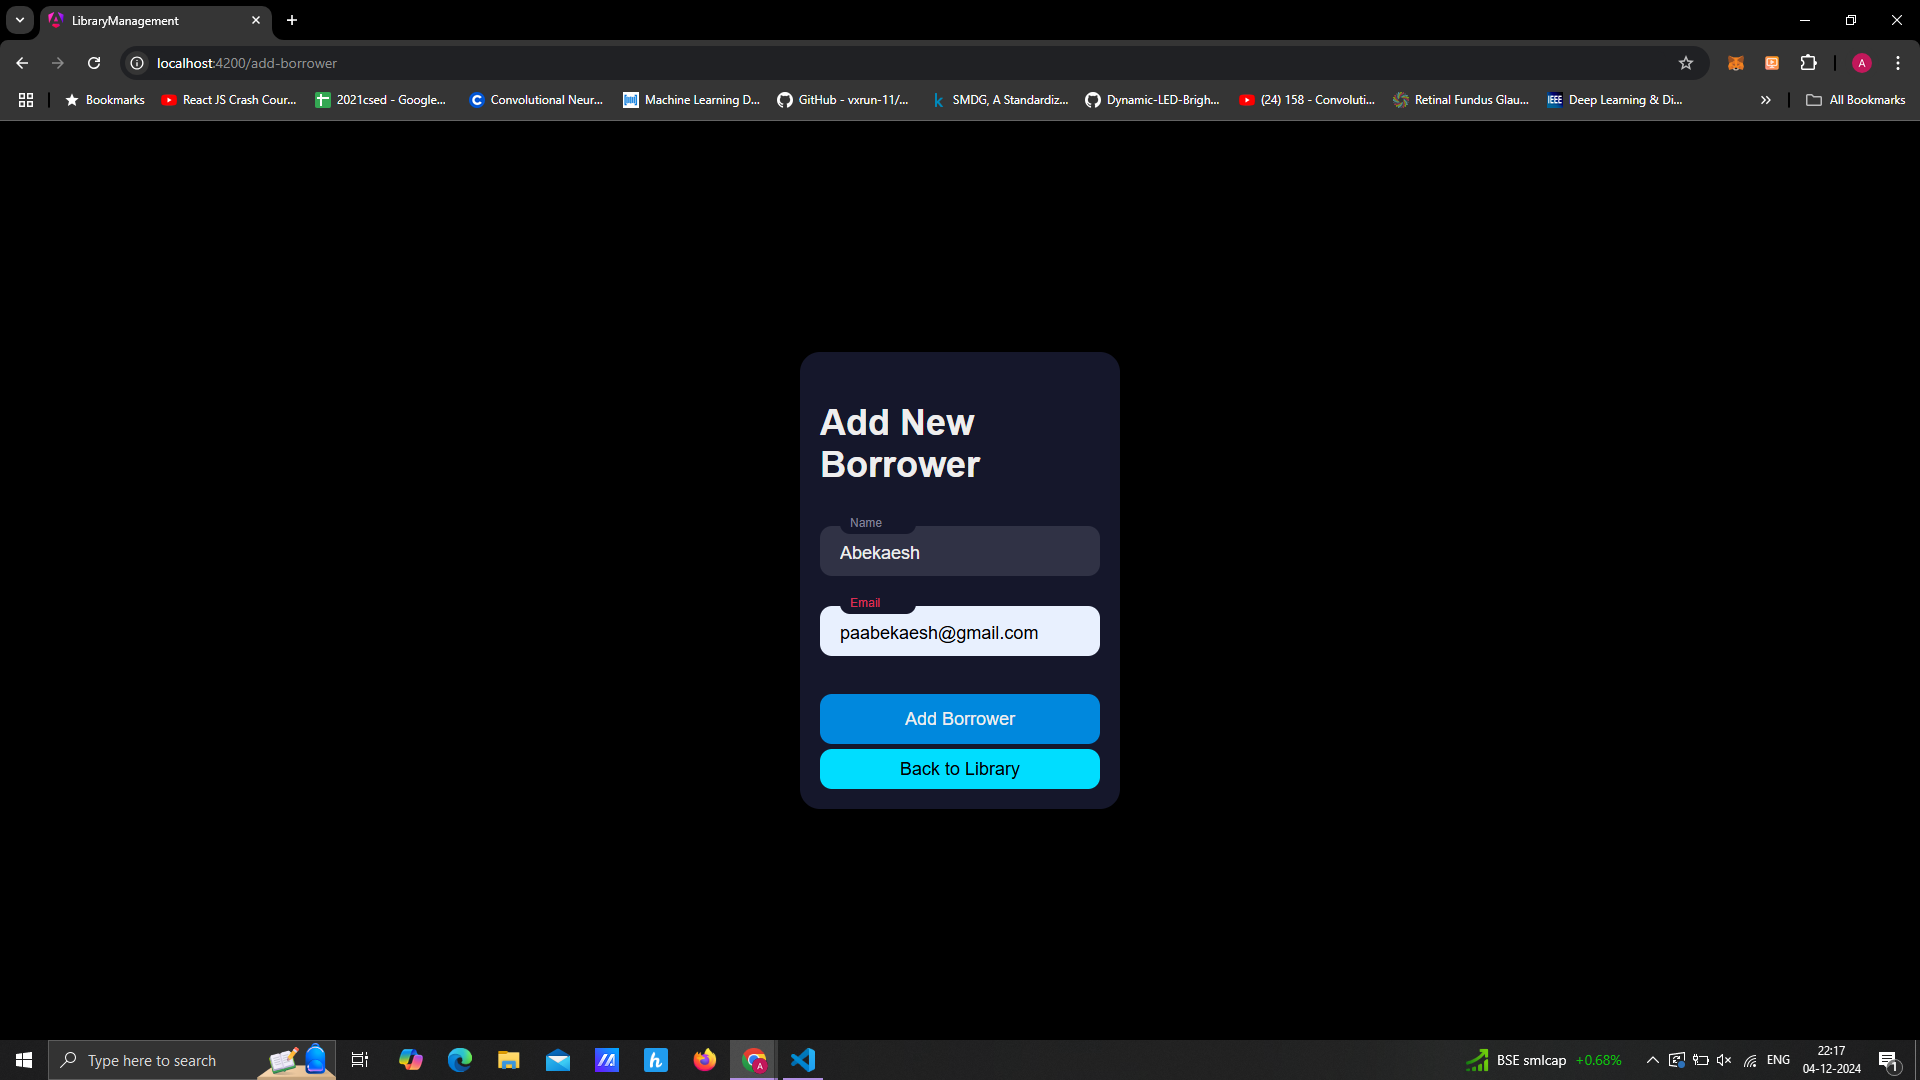 LibraryManagement
localhost:4200/add-borrower
A
Bookmarks
React JS Crash Cour...
2021csed - Google...
Convolutional Neur...
Machine Learning D...
GitHub - vxrun-11/...
SMDG, A Standardiz...
Dynamic-LED-Brigh...
(24) 158 - Convoluti...
Retinal Fundus Glau...
IEEE
Deep Learning & Di...
All Bookmarks
Add New
Borrower
Name
Abekaesh
Email
paabekaesh@gmail.com
Add Borrower
Back to Library
Type here to search
BSE smlcap +0.68%
ENG
22:17
04-12-2024
1